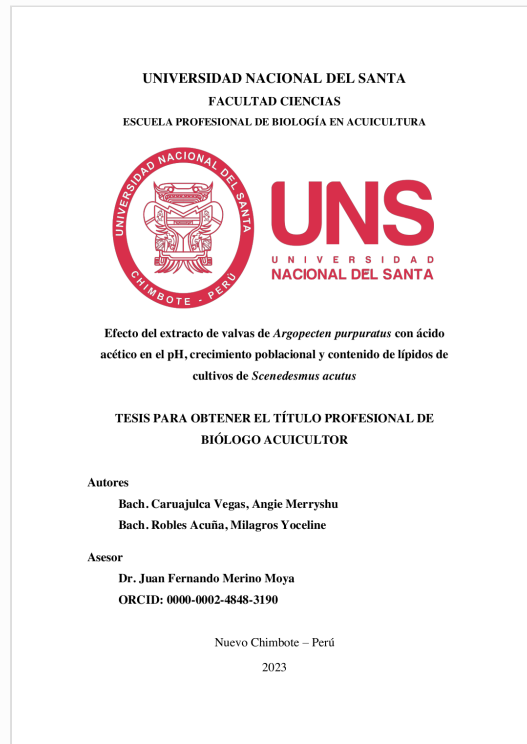 UNIVERSIDAD NACIONAL DEL SANTA
FACULTAD CIENCIAS
ESCUELA PROFESIONAL DE BIOLOGÍA EN ACUICULTURA
UNIVERSIDAD NACIONAL DEL SANTA
CHIMBOTE - PERÚ
UNS
UNIVERSIDAD
NACIONAL DEL SANTA
Efecto del extracto de valvas de Argopecten purpuratus con ácido
acético en el pH, crecimiento poblacional y contenido de lípidos de
cultivos de Scenedesmus acutus
TESIS PARA OBTENER EL TÍTULO PROFESIONAL DE
BIÓLOGO ACUICULTOR
Autores
Bach. Caruajulca Vegas, Angie Merryshu
Bach. Robles Acuña, Milagros Yoceline
Asesor
Dr. Juan Fernando Merino Moya
ORCID: 0000-0002-4848-3190
Nuevo Chimbote – Perú
2023